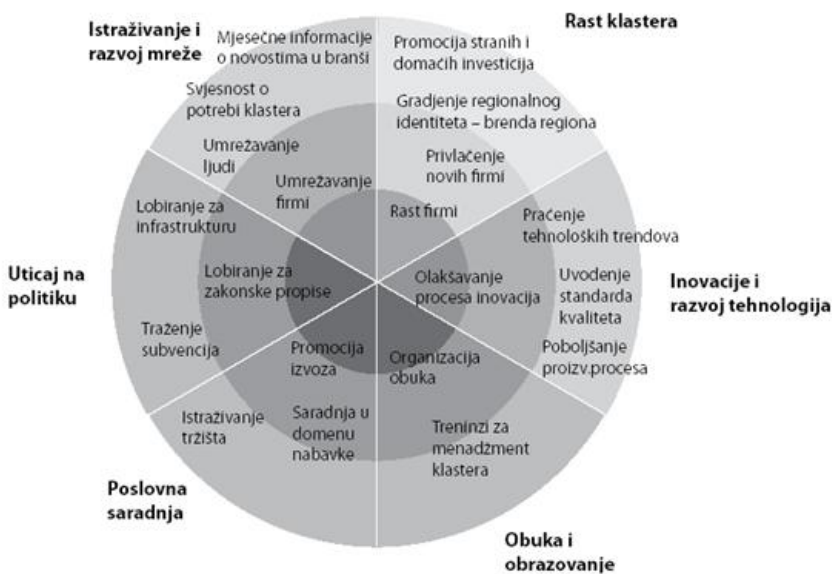 Istraživanje i
razvoj mreže
Mjesečne informacije
o novostima u branši
Svjesnost o
potrebi klastera
Umrežavanje
ljudi
Umrežavanje
firmi
Rast klastera
Promocija stranih i
domaćih investicija
Gradjenje regionalnog
identiteta – brenda regiona
Privlačenje
novih firmi
Rast firmi
Inovacije i
razvoj tehnologija
Praćenje
tehnoloških trendova
Olakšavanje
procesa inovacija
Uvođenje
standarda
kvaliteta
Poboljšanje
proizv.procesa
Obuka i
obrazovanje
Organizacija
obuka
Treninzi za
menadžment
klastera
Poslovna
saradnja
Promocija
izvoza
Saradnja u
domenu
nabavke
Istraživanje
tržišta
Uticaj na
politiku
Lobiranje za
infrastrukturu
Lobiranje za
zakonske propise
Traženje
subvencija